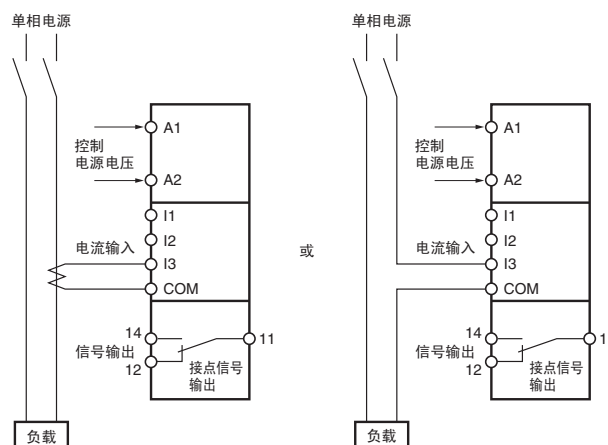 单相电源
控制
电源电压
A1
A2
I1
I2
电流输入
I3
COM
14
信号输出
12
11
接点信号
输出
负载
或
单相电源
控制
电源电压
A1
A2
I1
I2
电流输入
I3
COM
14
信号输出
12
1
接点信号
输出
负载